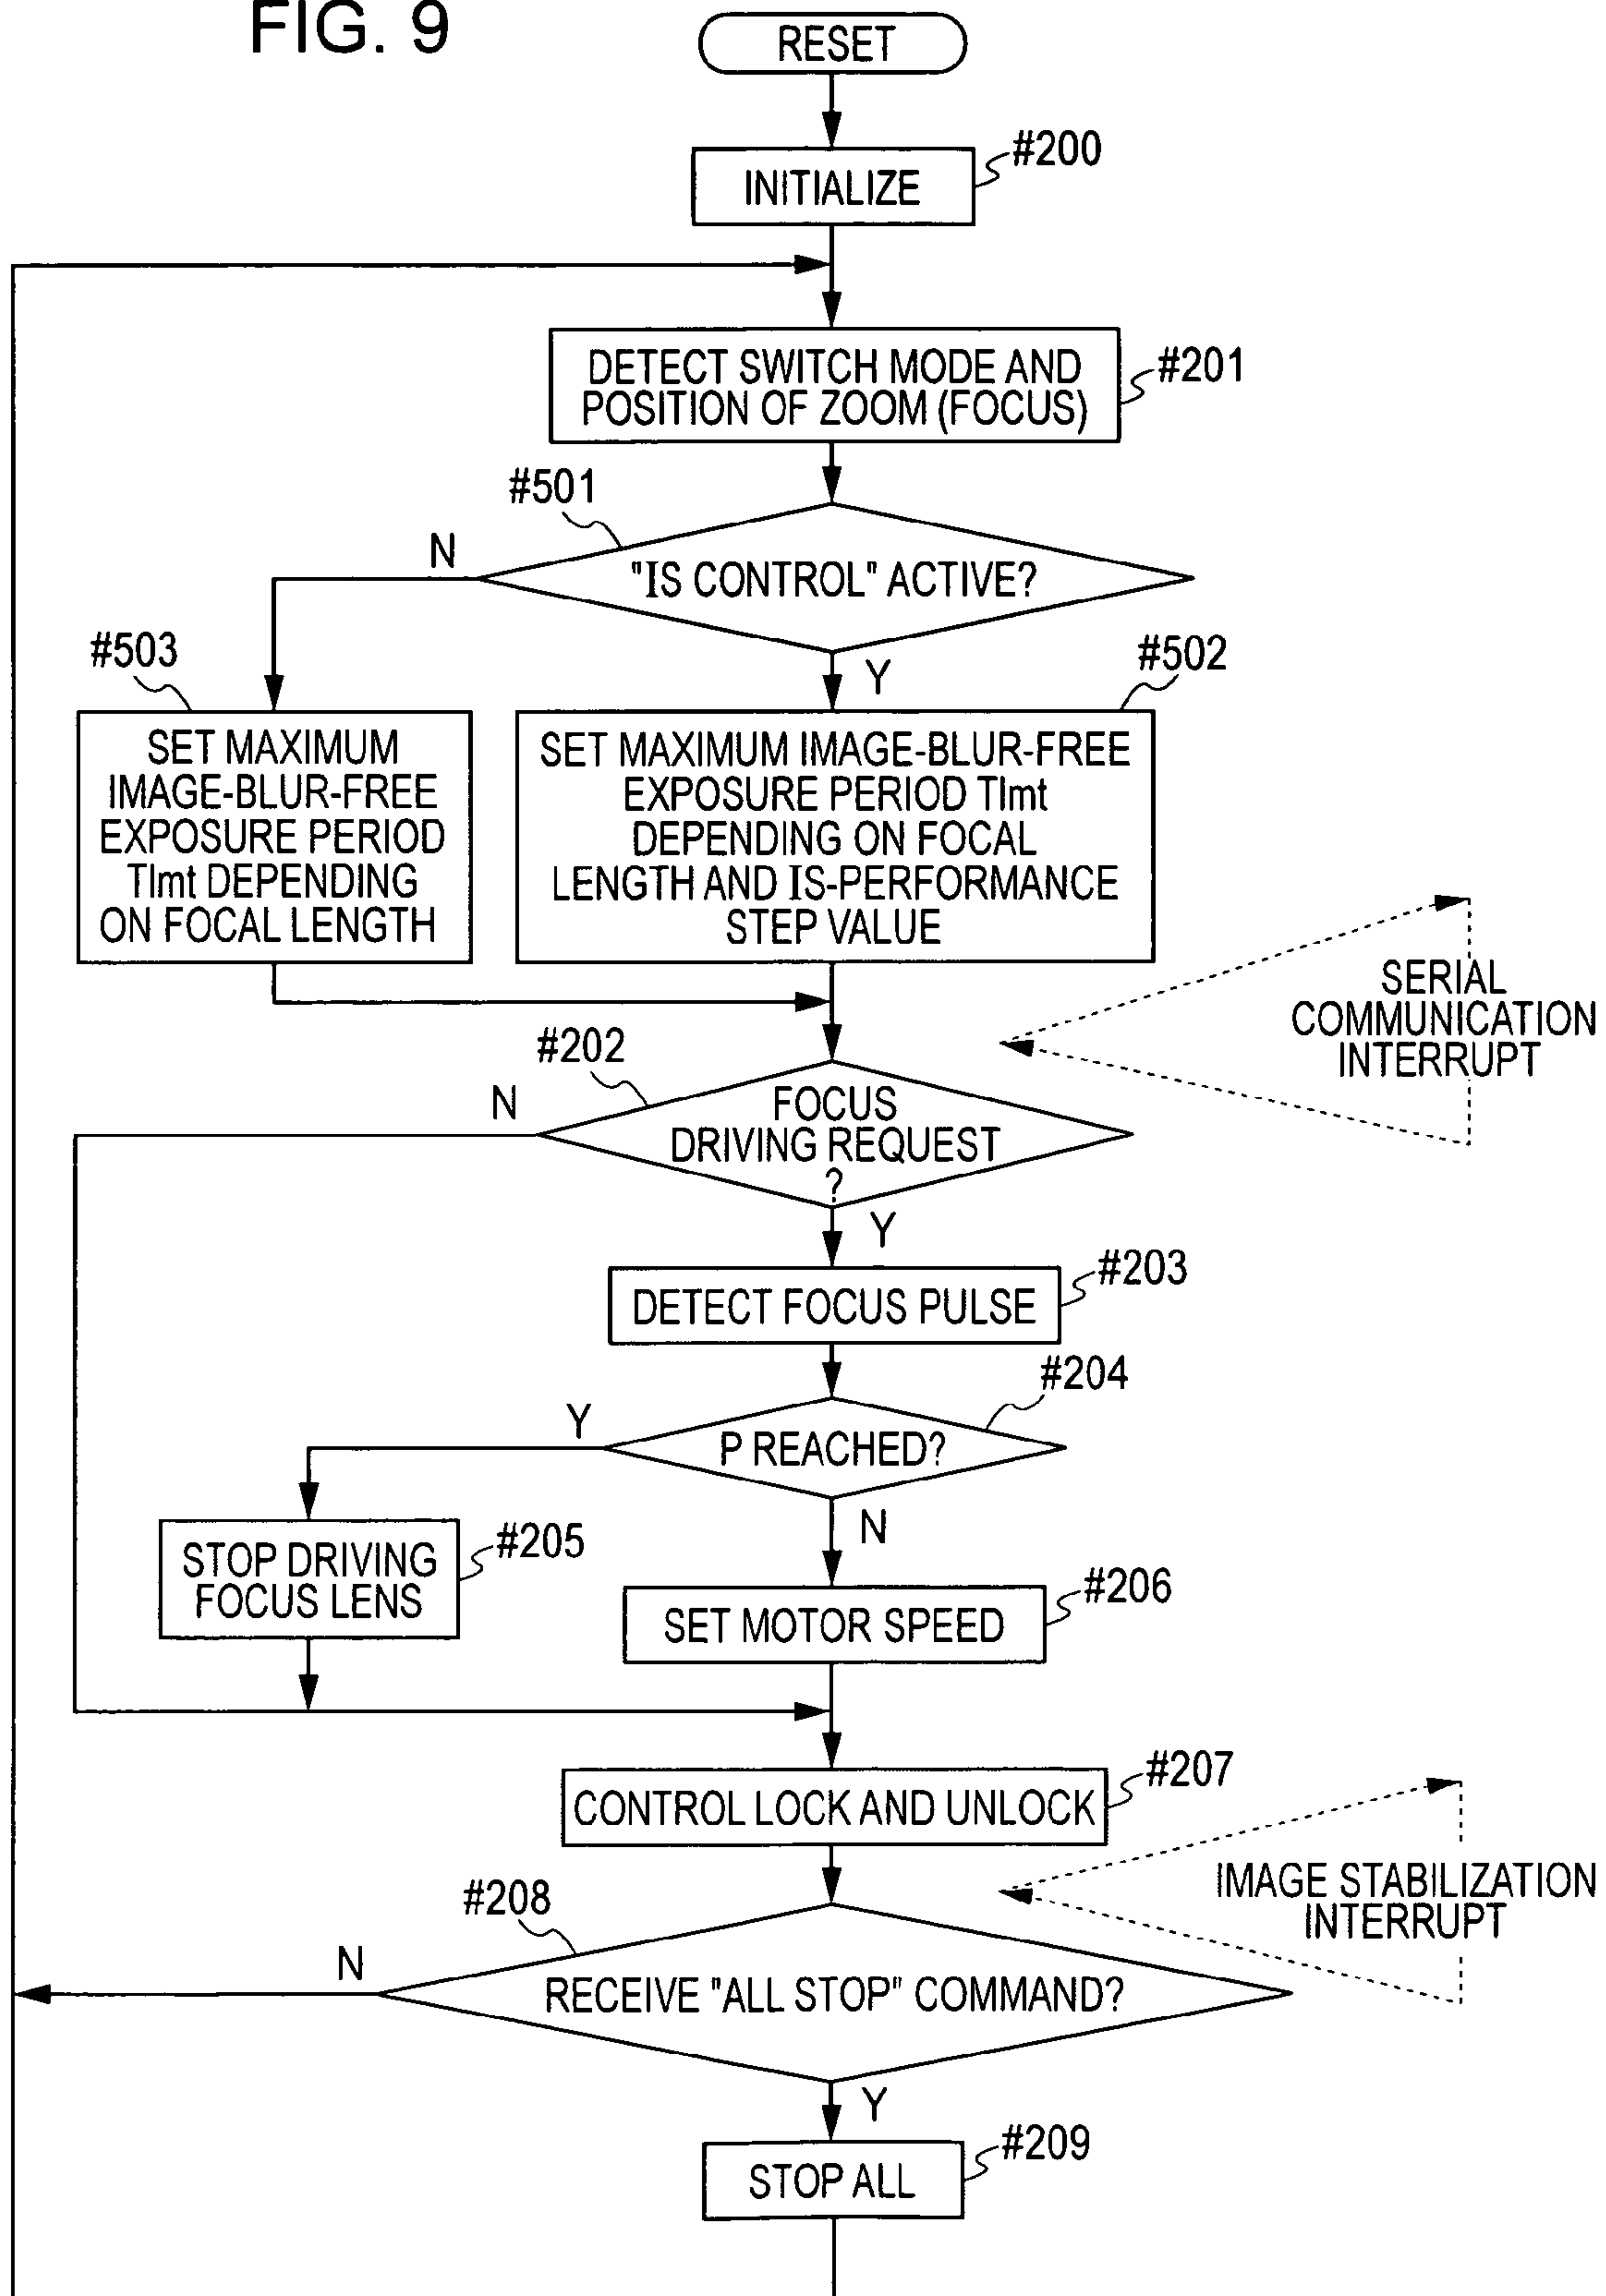 FIG. 9
RESET
#200
INITIALIZE
DETECT SWITCH MODE AND
POSITION OF ZOOM (FOCUS)
#201
#501
N
"IS CONTROL" ACTIVE?
#503
Y
#502
SET MAXIMUM
IMAGE-BLUR-FREE
EXPOSURE PERIOD
TImt DEPENDING
ON FOCAL LENGTH
SET MAXIMUM IMAGE-BLUR-FREE
EXPOSURE PERIOD TImt
DEPENDING ON FOCAL
LENGTH AND IS-PERFORMANCE
STEP VALUE
SERIAL
COMMUNICATION
INTERRUPT
#202
N
FOCUS
DRIVING REQUEST
?
Y
#203
DETECT FOCUS PULSE
#204
Y
P REACHED?
N
#205
STOP DRIVING
FOCUS LENS
#206
SET MOTOR SPEED
#207
CONTROL LOCK AND UNLOCK
IMAGE STABILIZATION
INTERRUPT
#208
N
RECEIVE "ALL STOP" COMMAND?
Y
#209
STOP ALL